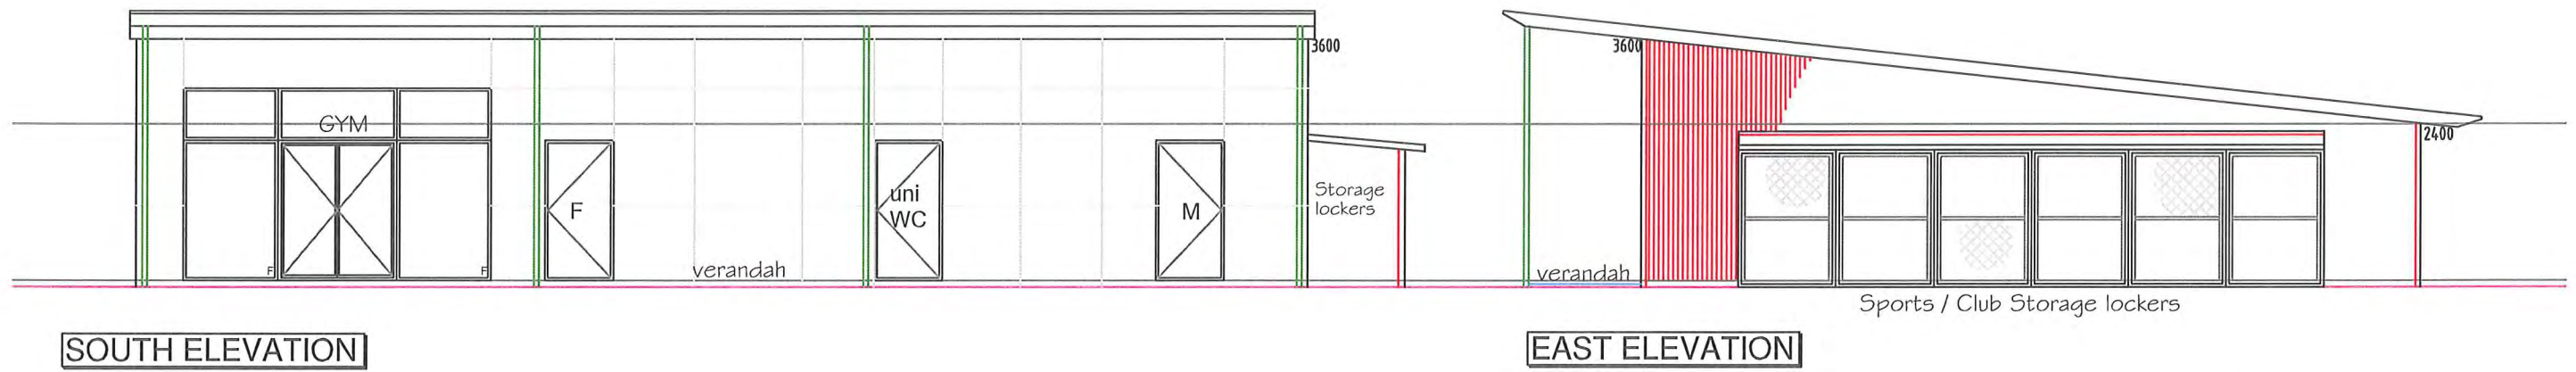 3600
GYM
F
uni
WC
M
Storage
lockers
F
F
verandah
SOUTH ELEVATION
3600
2400
verandah
Sports / Club Storage lockers
EAST ELEVATION